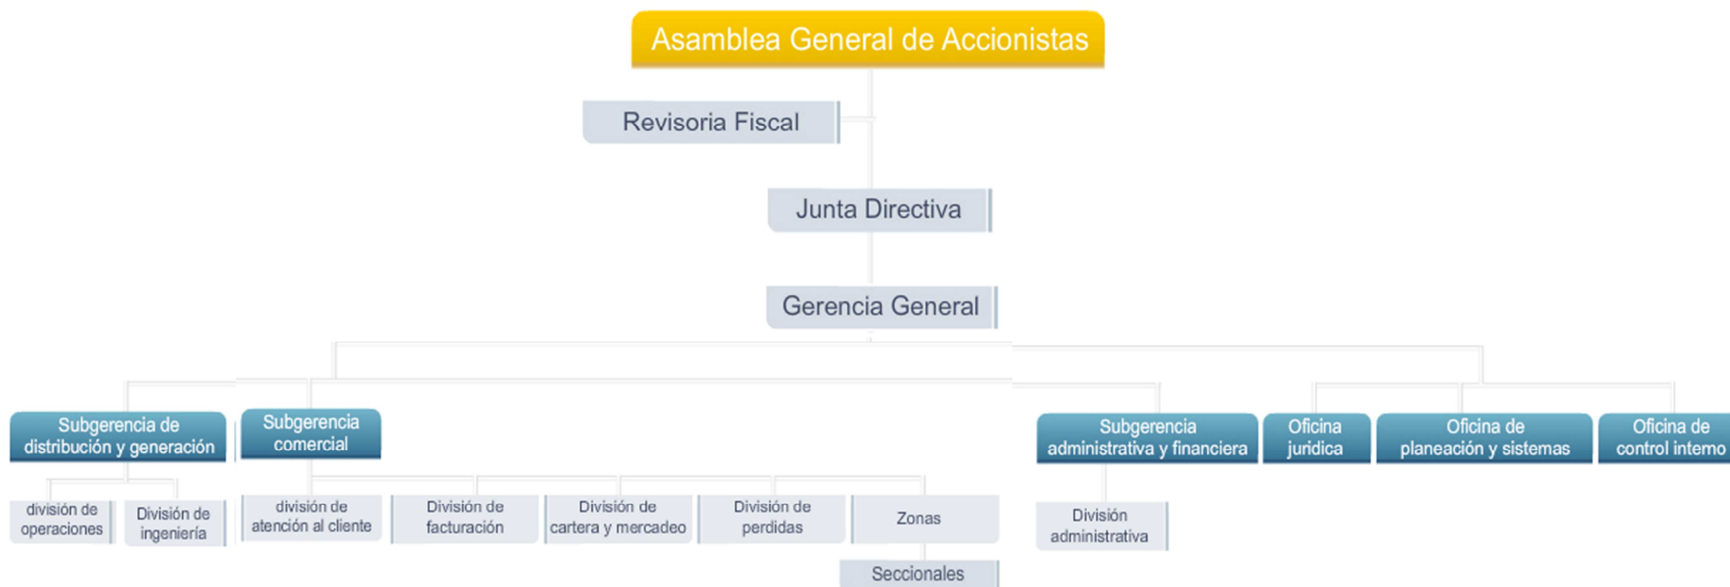 Asamblea General de Accionistas
Revisoria Fiscal
Junta Directiva
Gerencia General
Subgerencia de
distribución y generación
Subgerencia
comercial
Subgerencia
administrativa y financiera
Oficina
juridica
Oficina de
planeación y sistemas
Oficina de
control interno
división de
operaciones
División de
ingeniería
división de
atención al cliente
División de
facturación
División de
cartera y mercadeo
División de
perdidas
Zonas
División
administrativa
Seccionales